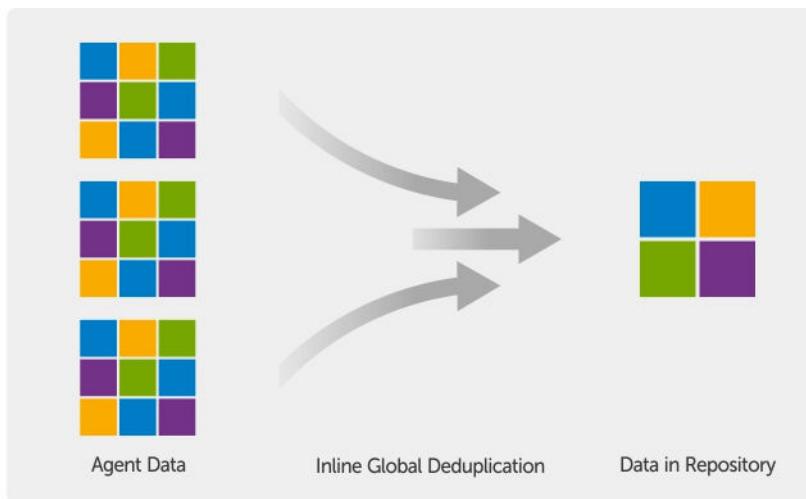 Agent Data
Inline Global Deduplication
Data in Repository